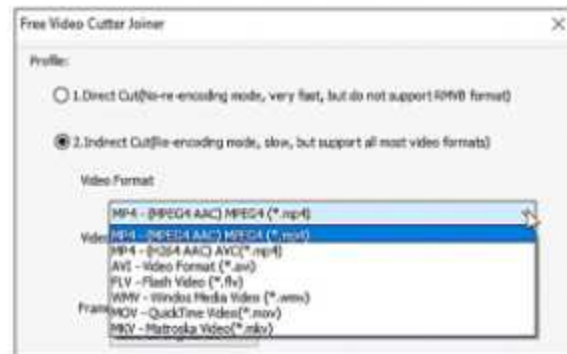 Free Video Cutter Joiner
Profile:
1.Direct Cut(No-re-encoding mode, very fast, but do not support RMVB format)
2.Indirect Cut(Re-encoding mode, slow, but support all most video formats)
Video Format
MP4 - (MPEG4 AAC) MPEG4 (*.mp4)
Video
MP4 - (MPEG4 AAC) MPEG4 (*.mp4)
MP4 - (H264 AAC) AVC(*.mp4)
AVI - Video Format (*.avi)
FLV - Flash Video (*.flv)
WMV - Windos Media Video (*.wmv)
Frame
MOV - QuickTime Video(*.mov)
MKV - Matroska Video(*.mkv)